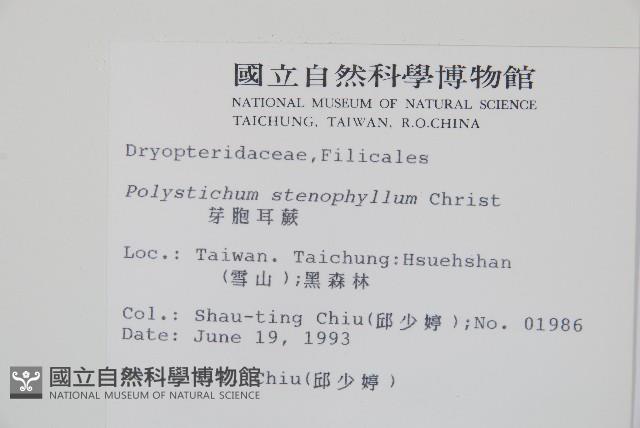 國立自然科學博物館
NATIONAL MUSEUM OF NATURAL SCIENCE
TAICHUNG, TAIWAN, R.O.CHINA
Dryopteridaceae,Filicales
Polystichum stenophyllum Christ
芽胞耳蕨
Loc.: Taiwan. Taichung:Hsuehshan
(雪山);黑森林
Col.: Shau-ting Chiu(邱少婷);No. 01986
Date: June 19, 1993
Chiu(邱少婷)
國立自然科學博物館
NATIONAL MUSEUM OF NATURAL SCIENCE